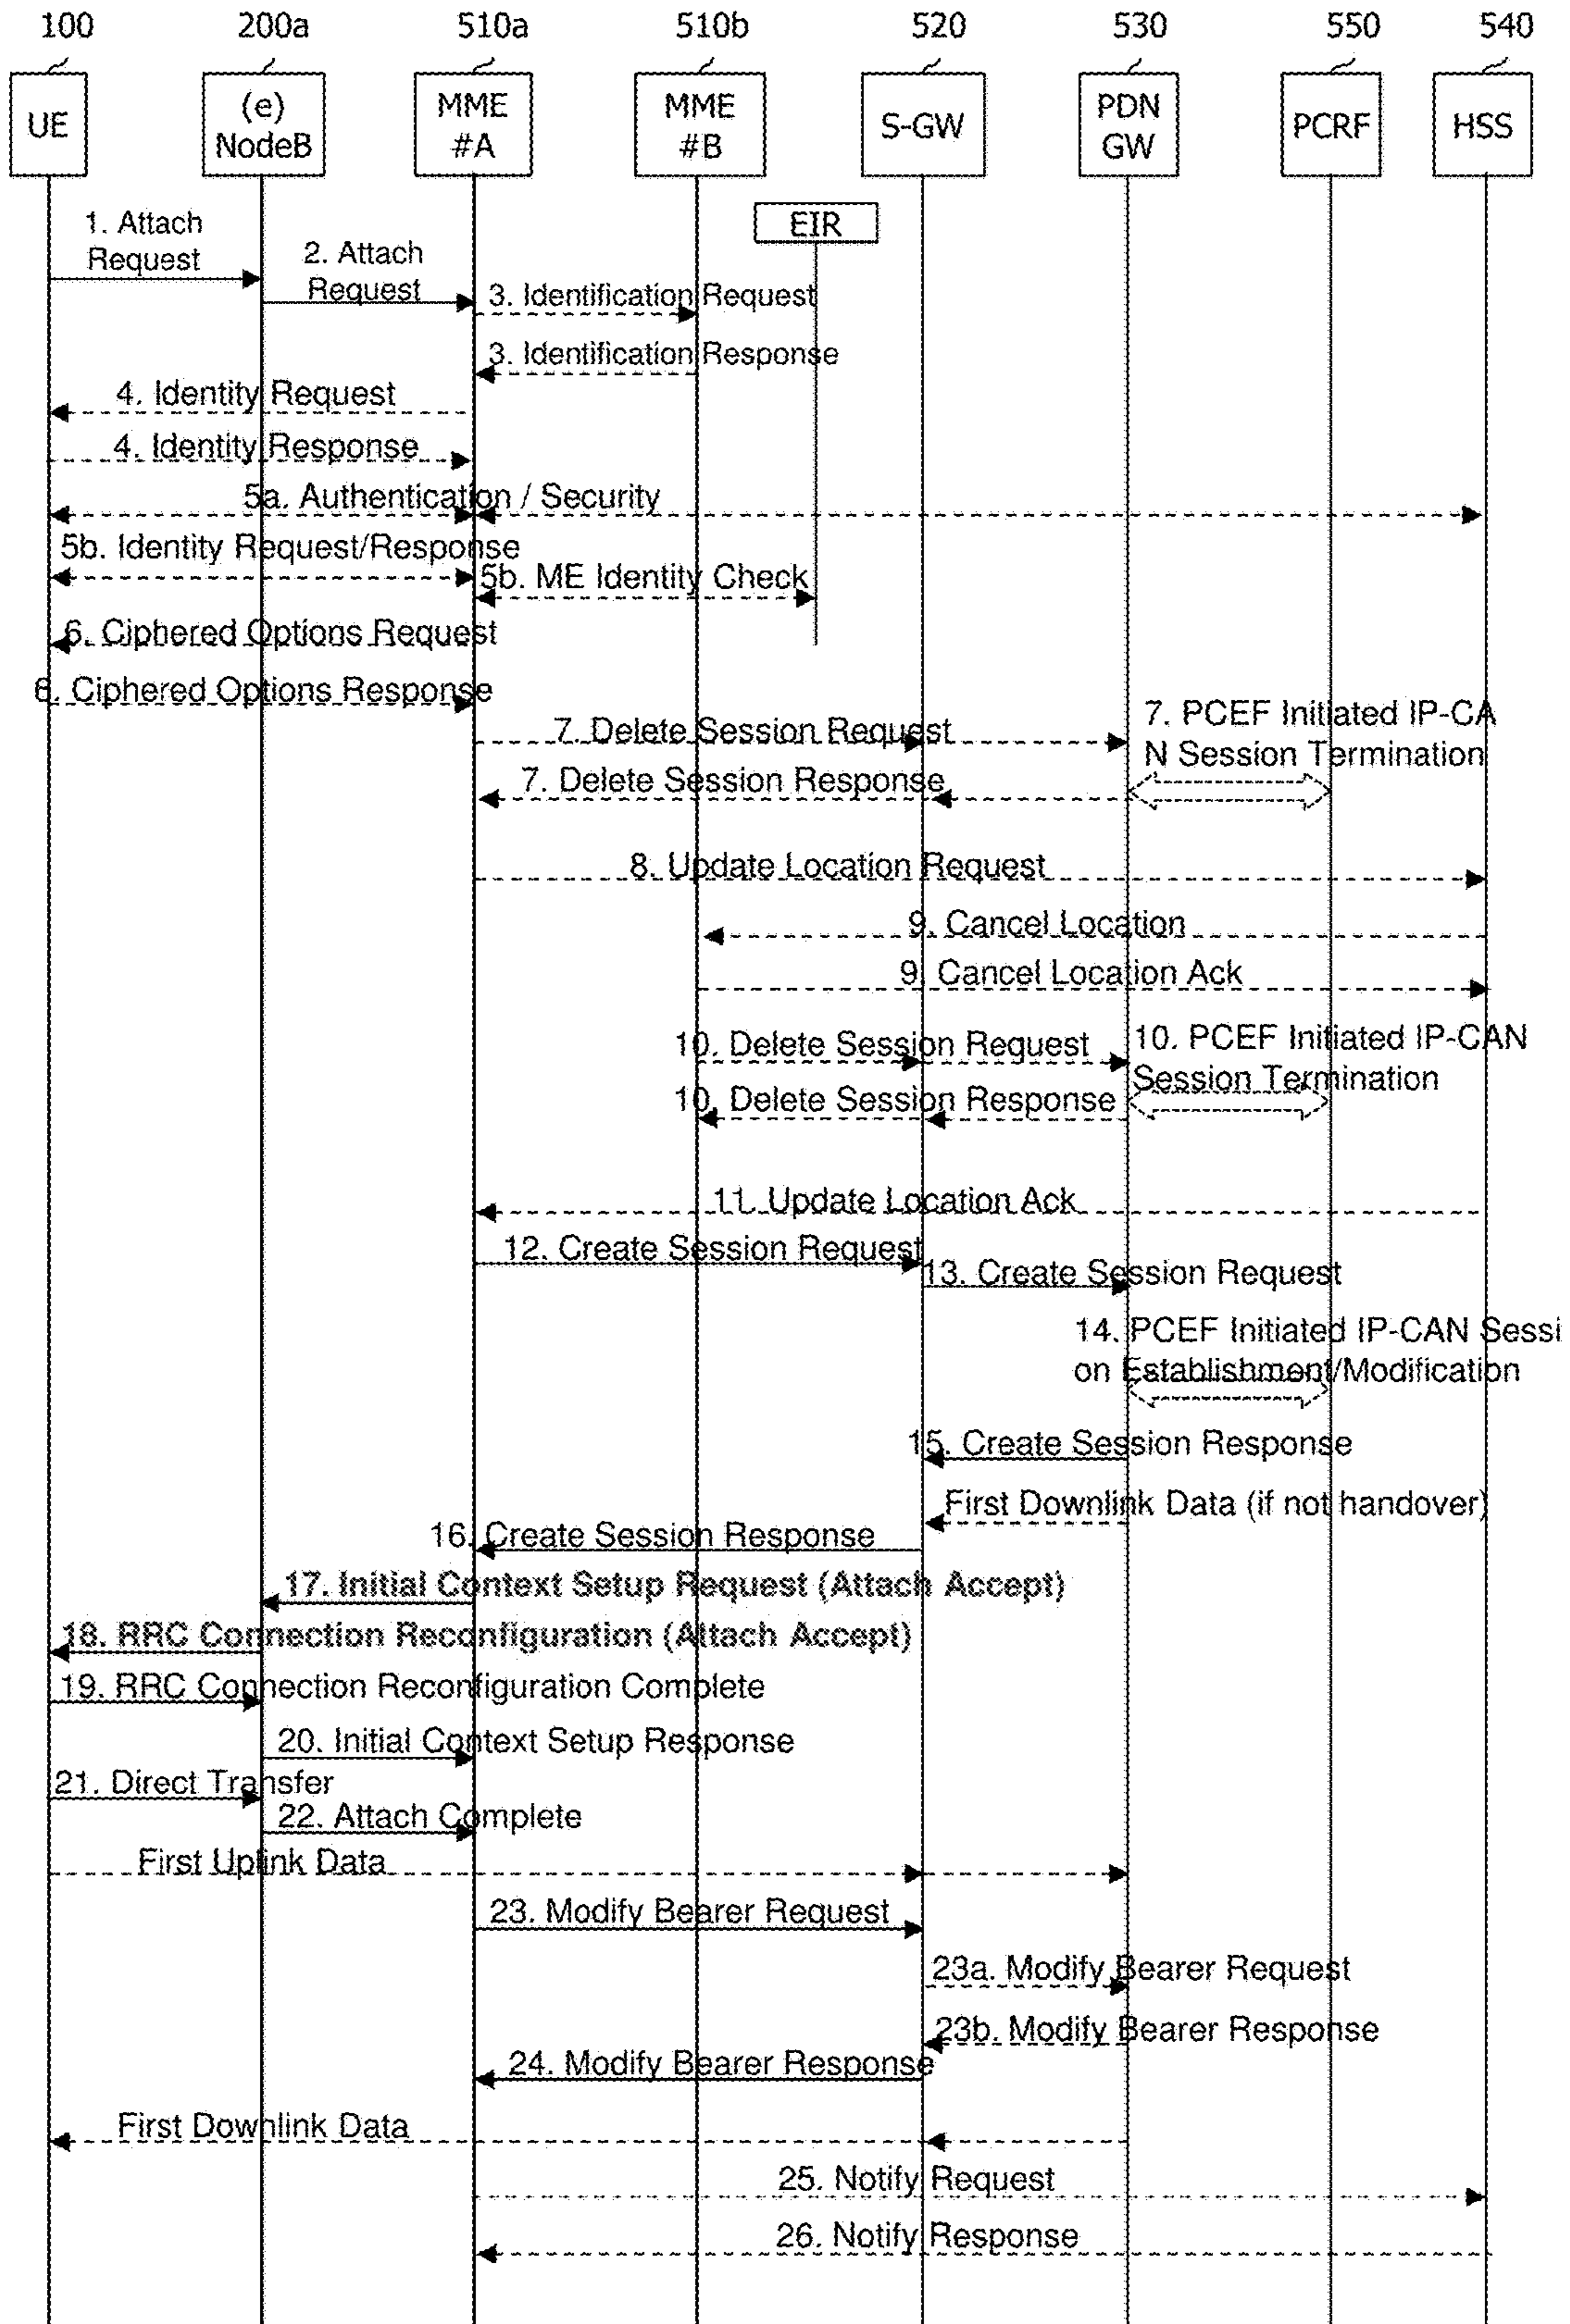 100 200a 510a 510b 520 530 550 540
UE
(e)
NodeB
MME
#A
MME
#B
S-GW
PDN
GW
PCRF
HSS
EIR
1. Attach
Request
2. Attach
Request
3. Identification Request
3. Identification Response
4. Identity Request
4. Identity Response
5a. Authentication / Security
5b. Identity Request/Response
5b. ME Identity Check
6. Ciphered Options Request
6. Ciphered Options Response
7. Delete Session Request
7. PCEF Initiated IP-CA
N Session Termination
7. Delete Session Response
8. Update Location Request
9. Cancel Location
9. Cancel Location Ack
10. Delete Session Request
10. PCEF Initiated IP-CAN
Session Termination
10. Delete Session Response
11. Update Location Ack
12. Create Session Request
13. Create Session Request
14. PCEF Initiated IP-CAN Sessi
on Establishment/Modification
15. Create Session Response
First Downlink Data (if not handover)
16. Create Session Response
17. Initial Context Setup Request (Attach Accept)
18. RRC Connection Reconfiguration (Attach Accept)
19. RRC Connection Reconfiguration Complete
20. Initial Context Setup Response
21. Direct Transfer
22. Attach Complete
First Uplink Data
23. Modify Bearer Request
23a. Modify Bearer Request
23b. Modify Bearer Response
24. Modify Bearer Response
First Downlink Data
25. Notify Request
26. Notify Response